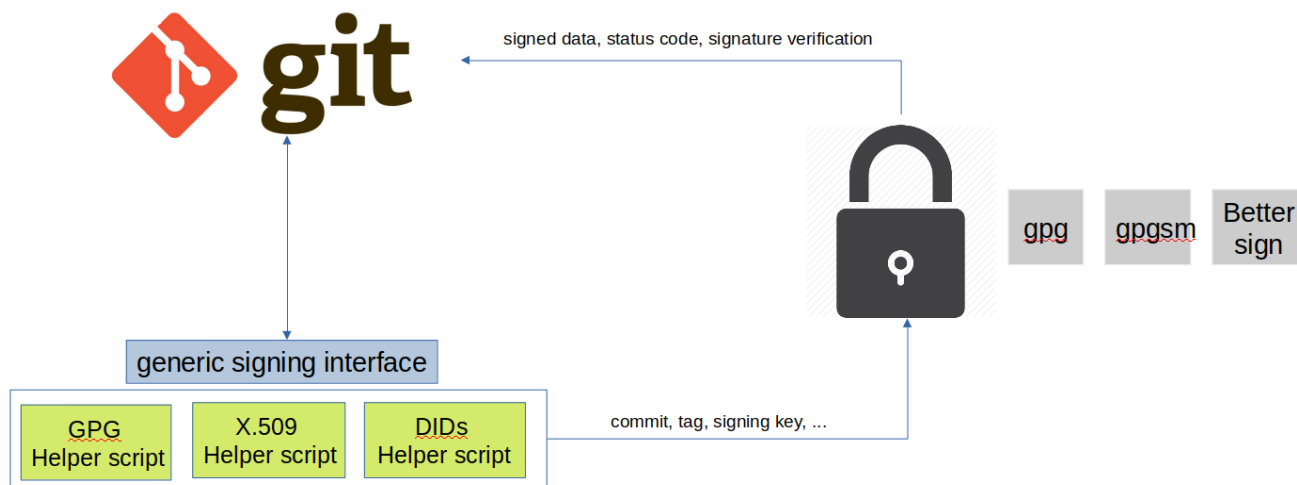 git
signed data, status code, signature verification
gpg
gpgsm
Better
sign
generic signing interface
GPG
Helper script
X.509
Helper script
DIDs
Helper script
commit, tag, signing key, ...